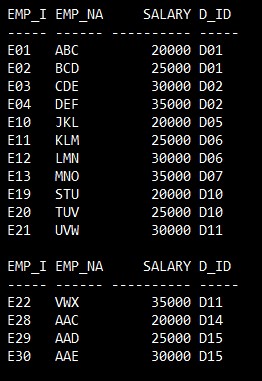 EMP_I EMP_NA     SALARY D_ID
----- ------ ---------- -----
E01   ABC         20000 D01
E02   BCD         25000 D01
E03   CDE         30000 D02
E04   DEF         35000 D02
E10   JKL         20000 D05
E11   KLM         25000 D06
E12   LMN         30000 D06
E13   MNO         35000 D07
E19   STU         20000 D10
E20   TUV         25000 D10
E21   UVW         30000 D11

EMP_I EMP_NA     SALARY D_ID
----- ------ ---------- -----
E22   VWX         35000 D11
E28   AAC         20000 D14
E29   AAD         25000 D15
E30   AAE         30000 D15